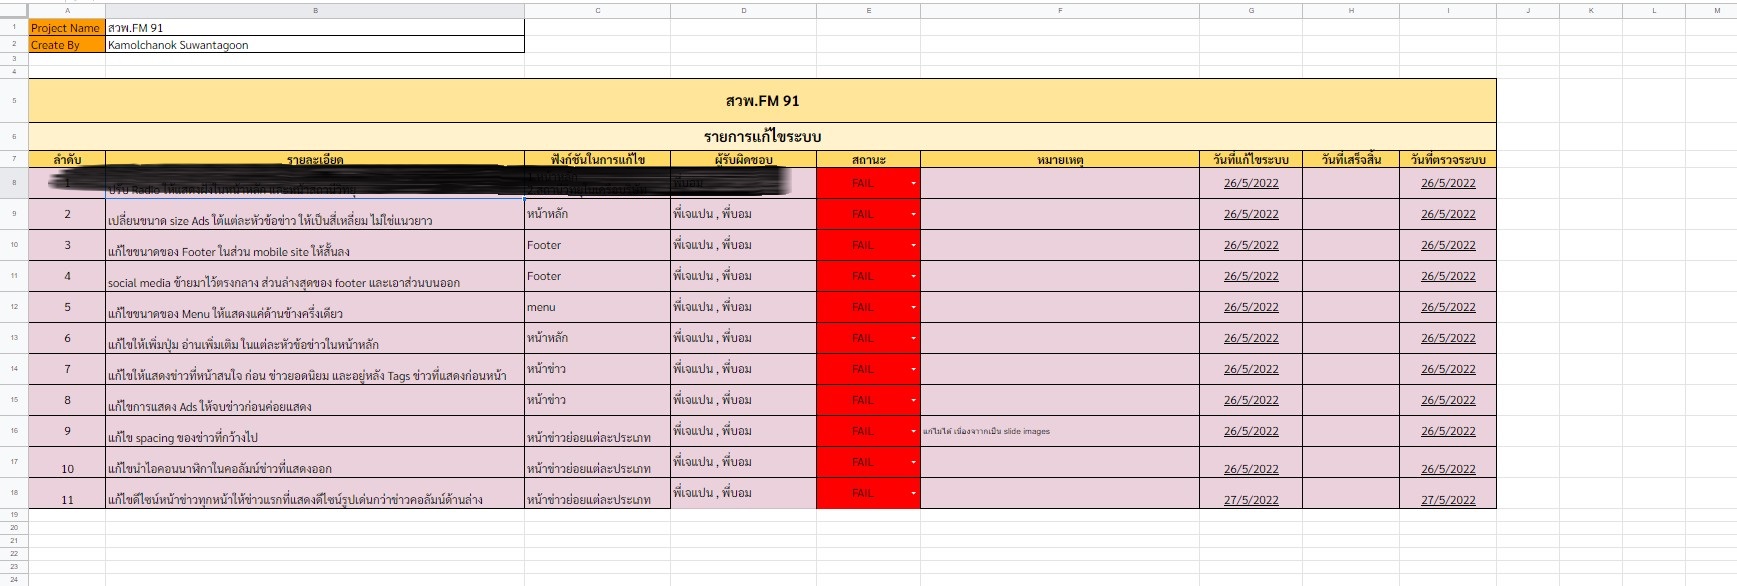 A B C D E F G H I J K L M
1 Project Name สวพ.FM 91
2 Create By Kamolchanok Suwantagoon
3
4
5 สวพ.FM 91
6 รายการแก้ไขระบบ
7 ลำดับ รายละเอียด ฟังก์ชันในการแก้ไข ผู้รับผิดชอบ สถานะ หมายเหตุ วันที่แก้ไขระบบ วันที่เสร็จสิ้น วันที่ตรวจระบบ
8 1 ปรับ Radio FAIL 26/5/2022 26/5/2022
9 2 เปลี่ยนขนาด size Ads ใต้แต่ละหัวข้อข่าว ให้เป็นสี่เหลี่ยม ไม่ใช่แนวยาว หน้าหลัก พี่เจแปน , พี่บอม FAIL 26/5/2022 26/5/2022
10 3 แก้ไขขนาดของ Footer ในส่วน mobile site ให้สั้นลง Footer พี่เจแปน , พี่บอม FAIL 26/5/2022 26/5/2022
11 4 social media ย้ายมาไว้ตรงกลาง ส่วนล่างสุดของ footer และเอาส่วนบนออก Footer พี่เจแปน , พี่บอม FAIL 26/5/2022 26/5/2022
12 5 แก้ไขขนาดของ Menu ให้แสดงแค่ด้านข้างครึ่งเดียว menu พี่เจแปน , พี่บอม FAIL 26/5/2022 26/5/2022
13 6 แก้ไขให้เพิ่มปุ่ม อ่านเพิ่มเติม ในแต่ละหัวข้อข่าวในหน้าหลัก หน้าหลัก พี่เจแปน , พี่บอม FAIL 26/5/2022 26/5/2022
14 7 แก้ไขให้แสดงข่าวที่หน้าสนใจ ก่อน ข่าวยอดนิยม และอยู่หลัง Tags ข่าวที่แสดงก่อนหน้า หน้าข่าว พี่เจแปน , พี่บอม FAIL 26/5/2022 26/5/2022
15 8 แก้ไขการแสดง Ads ให้จบข่าวก่อนค่อยแสดง หน้าข่าว พี่เจแปน , พี่บอม FAIL 26/5/2022 26/5/2022
16 9 แก้ไข spacing ของข่าวที่กว้างไป หน้าข่าวย่อยแต่ละประเภท พี่เจแปน , พี่บอม FAIL แก้ไม่ได้ เนื่องจาากเป็น slide images 26/5/2022 26/5/2022
17 10 แก้ไขนำไอคอนนาฬิกาในคอลัมน์ข่าวที่แสดงออก หน้าข่าวย่อยแต่ละประเภท พี่เจแปน , พี่บอม FAIL 26/5/2022 26/5/2022
18 11 แก้ไขดีไซน์หน้าข่าวทุกหน้าให้ข่าวแรกที่แสดงดีไซน์รูปเด่นกว่าข่าวคอลัมน์ด้านล่าง หน้าข่าวย่อยแต่ละประเภท พี่เจแปน , พี่บอม FAIL 27/5/2022 27/5/2022
19
20
21
22
23
24